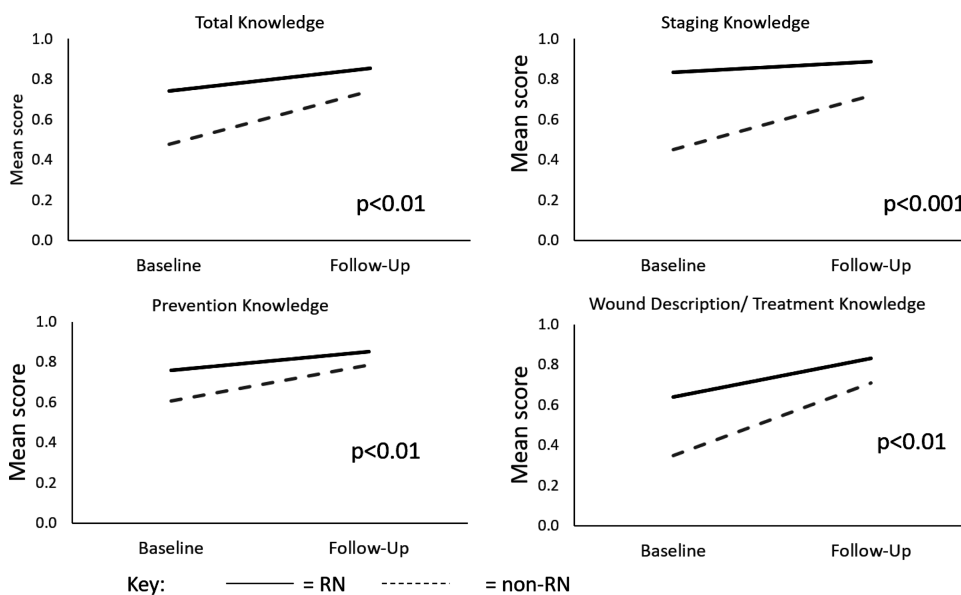 Total Knowledge
Mean score
1.0
0.8
0.6
0.4
0.2
0.0
p<0.01
Baseline Follow-Up
Staging Knowledge
Mean score
1.0
0.8
0.6
0.4
0.2
0.0
p<0.001
Baseline Follow-Up
Prevention Knowledge
Mean score
1.0
0.8
0.6
0.4
0.2
0.0
p<0.01
Baseline Follow-Up
Wound Description/ Treatment Knowledge
Mean score
1.0
0.8
0.6
0.4
0.2
0.0
p<0.01
Baseline Follow-Up
Key: = RN = non-RN